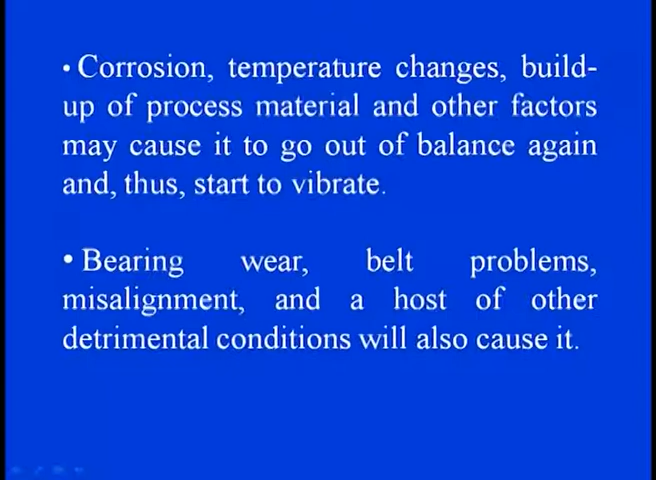 • Corrosion, temperature changes, build-
up of process material and other factors
may cause it to go out of balance again
and, thus, start to vibrate.
• Bearing wear, belt problems,
misalignment, and a host of other
detrimental conditions will also cause it.